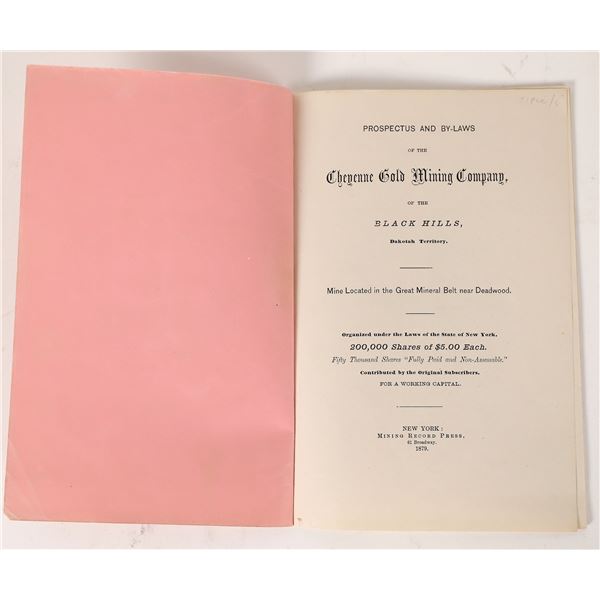 PROSPECTUS AND BY-LAWS
OF THE
Cheyenne Gold Mining Company,
OF THE
BLACK HILLS,
Dakotah Territory.
Mine Located in the Great Mineral Belt near Deadwood.
Organized under the Laws of the State of New York.
200,000 Shares of $5.00 Each.
Fifty Thousand Shares "Fully Paid and Non-Assessable."
Contributed by the Original Subscribers,
FOR A WORKING CAPITAL.
NEW YORK:
MINING RECORD PRESS,
61 Broadway.
1879.